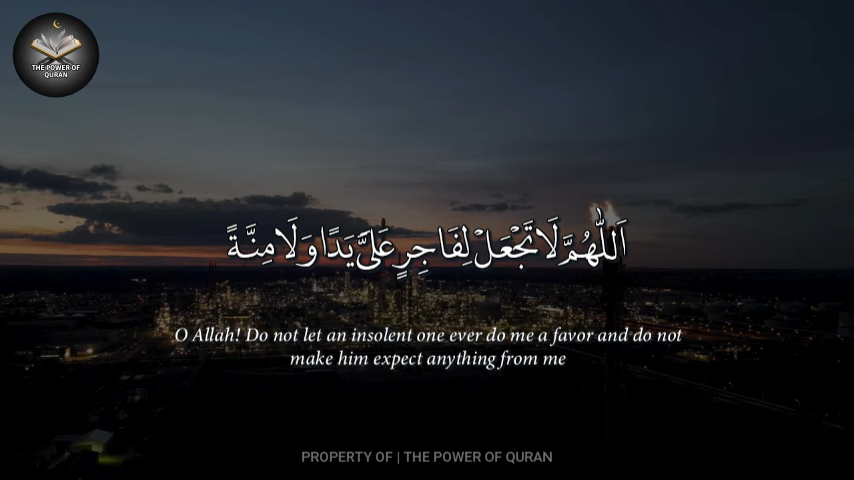 THE POWER OF
QURAN
اَللّٰهُمَّ لَا تَجْعَلْ لِفَاجِرٍ عَلَيَّ يَدًا وَلَا مِنَّةً
O Allah! Do not let an insolent one ever do me a favor and do not
make him expect anything from me
PROPERTY OF | THE POWER OF QURAN